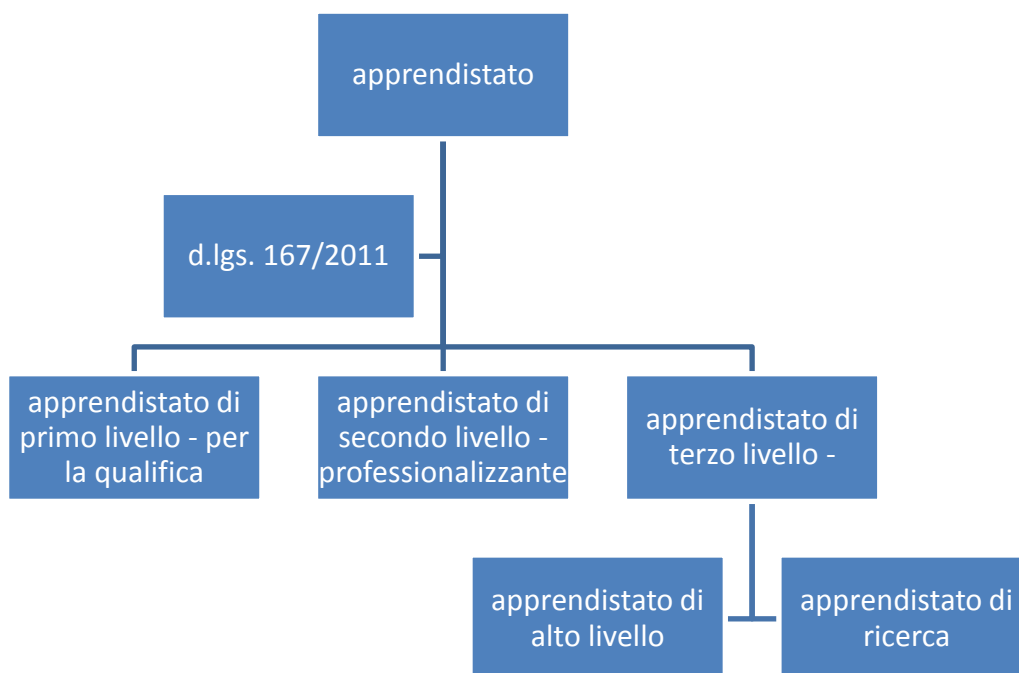 apprendistato
d.lgs. 167/2011
apprendistato di
primo livello - per
la qualifica
apprendistato di
secondo livello -
professionalizzante
apprendistato di
terzo livello -
apprendistato di
alto livello
apprendistato di
ricerca